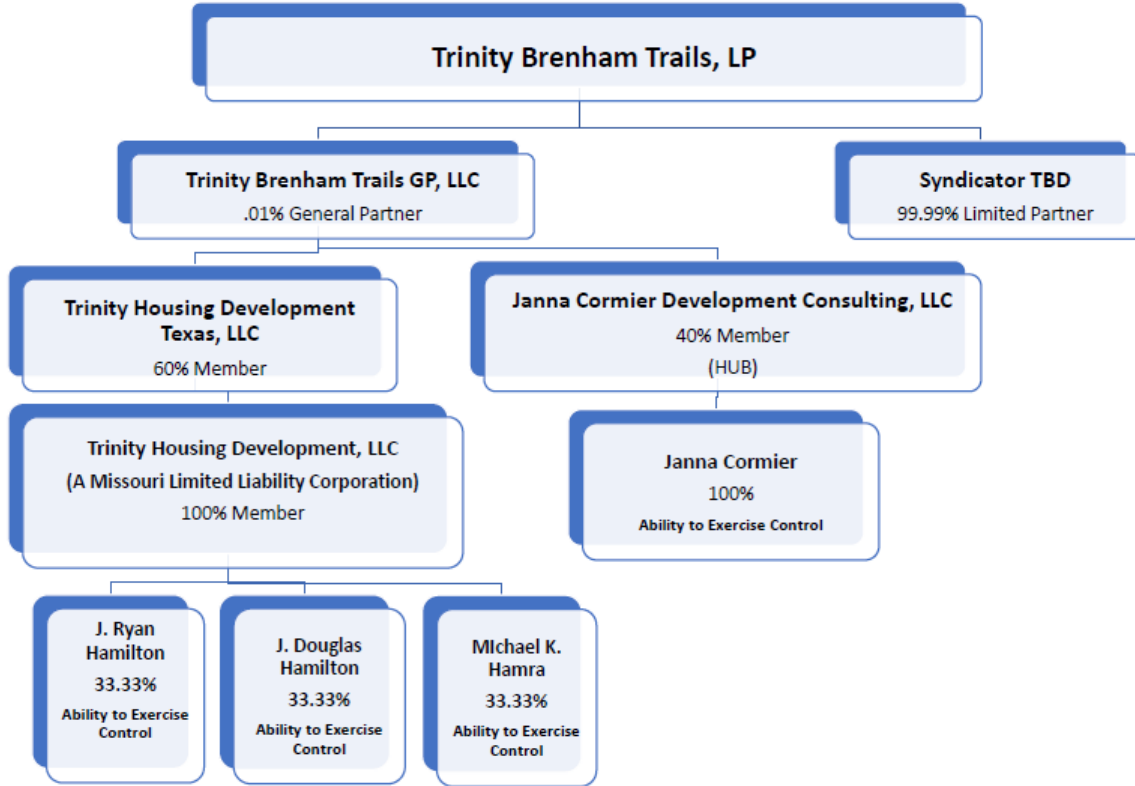 Trinity Brenham Trails, LP
Trinity Brenham Trails GP, LLC
.01% General Partner
Syndicator TBD
99.99% Limited Partner
Trinity Housing Development
Texas, LLC
60% Member
Janna Cormier Development Consulting, LLC
40% Member
(HUB)
Trinity Housing Development, LLC
(A Missouri Limited Liability Corporation)
100% Member
Janna Cormier
100%
Ability to Exercise Control
J. Ryan
Hamilton
33.33%
Ability to Exercise
Control
J. Douglas
Hamilton
33.33%
Ability to Exercise
Control
MIchael K.
Hamra
33.33%
Ability to Exercise
Control